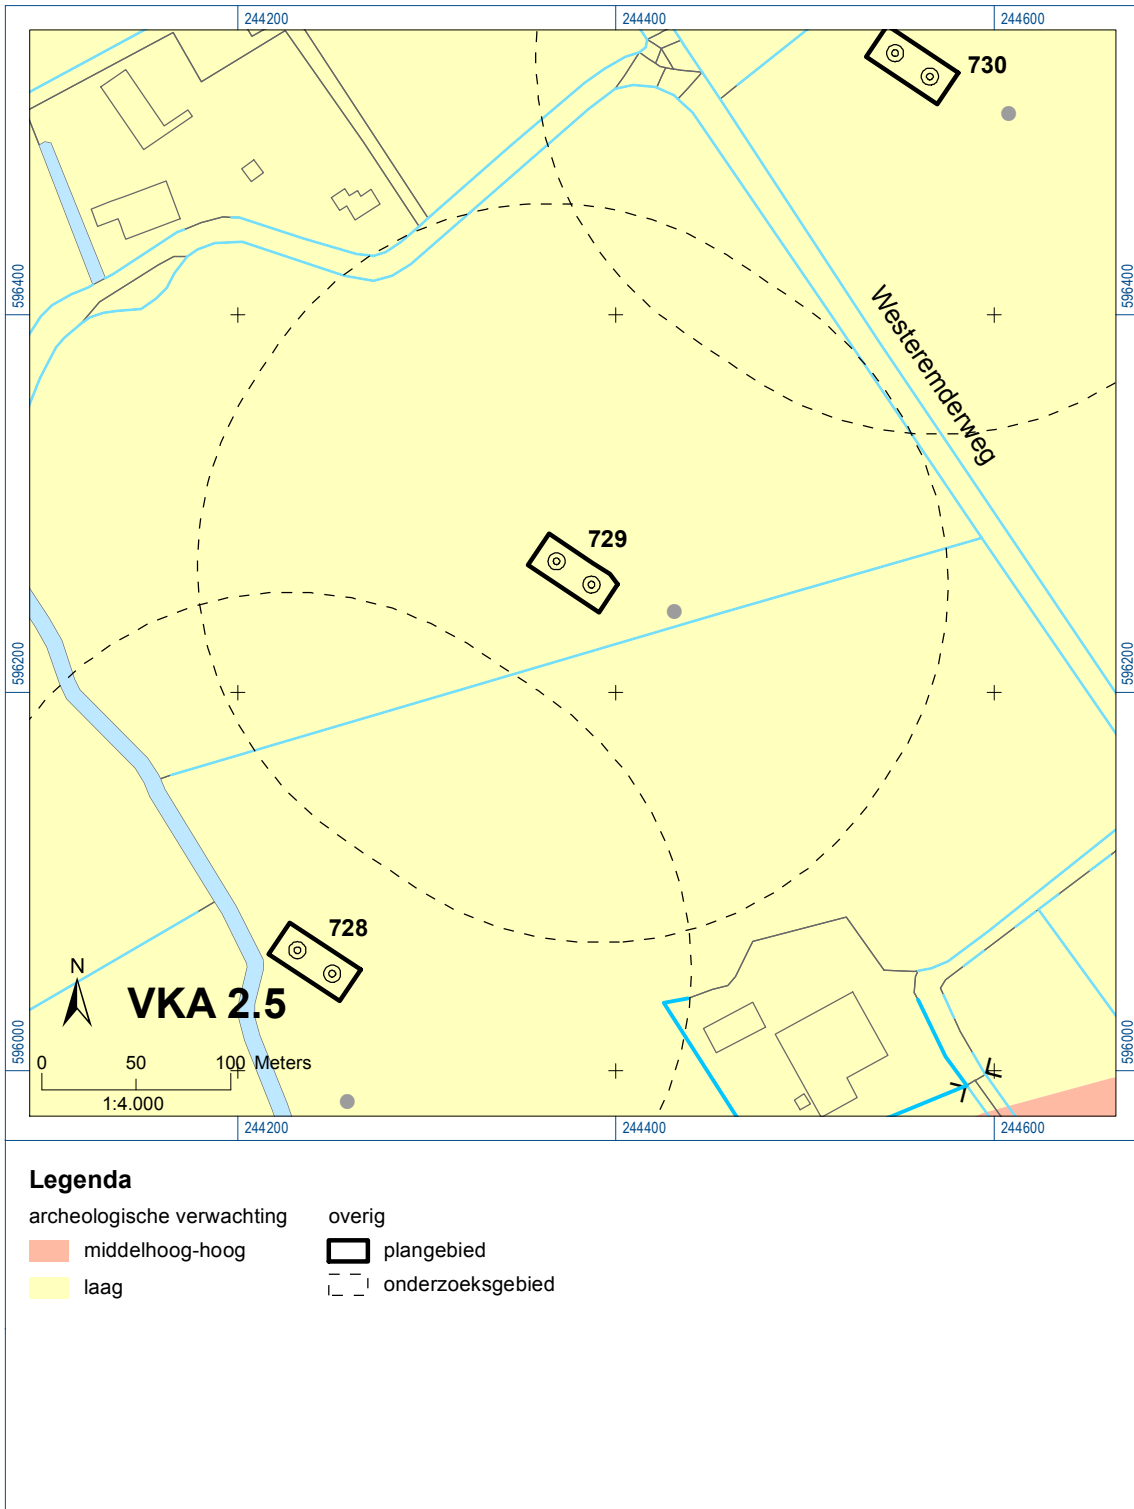 244200
244400
244600
730
596400
596400
Westeremderweg
729
596200
596200
728
N
VKA 2.5
596000
596000
0
50
100 Meters
1:4.000
244200
244400
244600
Legenda
archeologische verwachting
overig
middelhoog-hoog
plangebied
laag
onderzoeksgebied